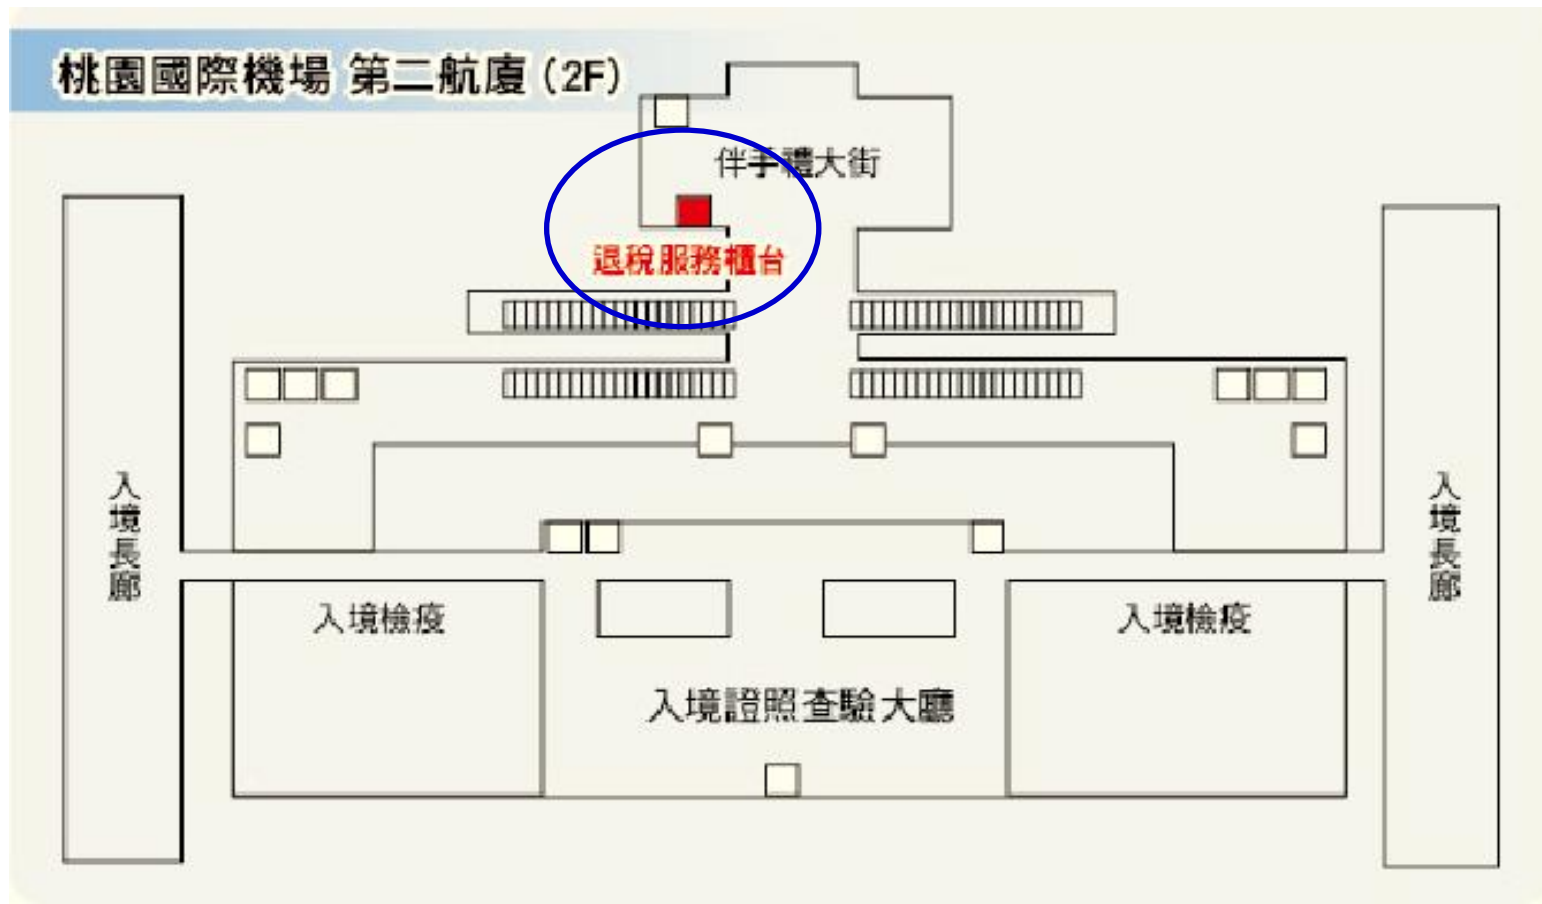 桃園國際機場 第二航廈 (2F)
伴手禮大街
退稅服務櫃台
入境長廊
入境長廊
入境檢疫
入境檢疫
入境證照查驗大廳